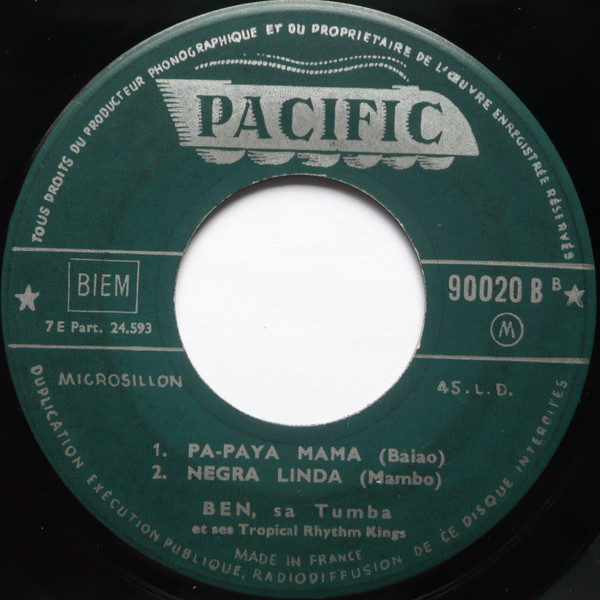 TOUS DROITS DU PRODUCTEUR PHONOGRAPHIQUE ET DU PROPRIETAIRE DE L'ŒUVRE ENREGISTRÉE RÉSERVÉS
PACIFIC
BIEM
90020 B B
7 E Part. 24.593
M
MICROSILLON
45. L. D.
1. PA-PAYA MAMA (Baiao)
2. NEGRA LINDA (Mambo)
BEN, sa Tumba
et ses Tropical Rhythm Kings
MADE IN FRANCE
DUPLICATION EXÉCUTION PUBLIQUE, RADIODIFFUSION DE CE DISQUE INTERDITES